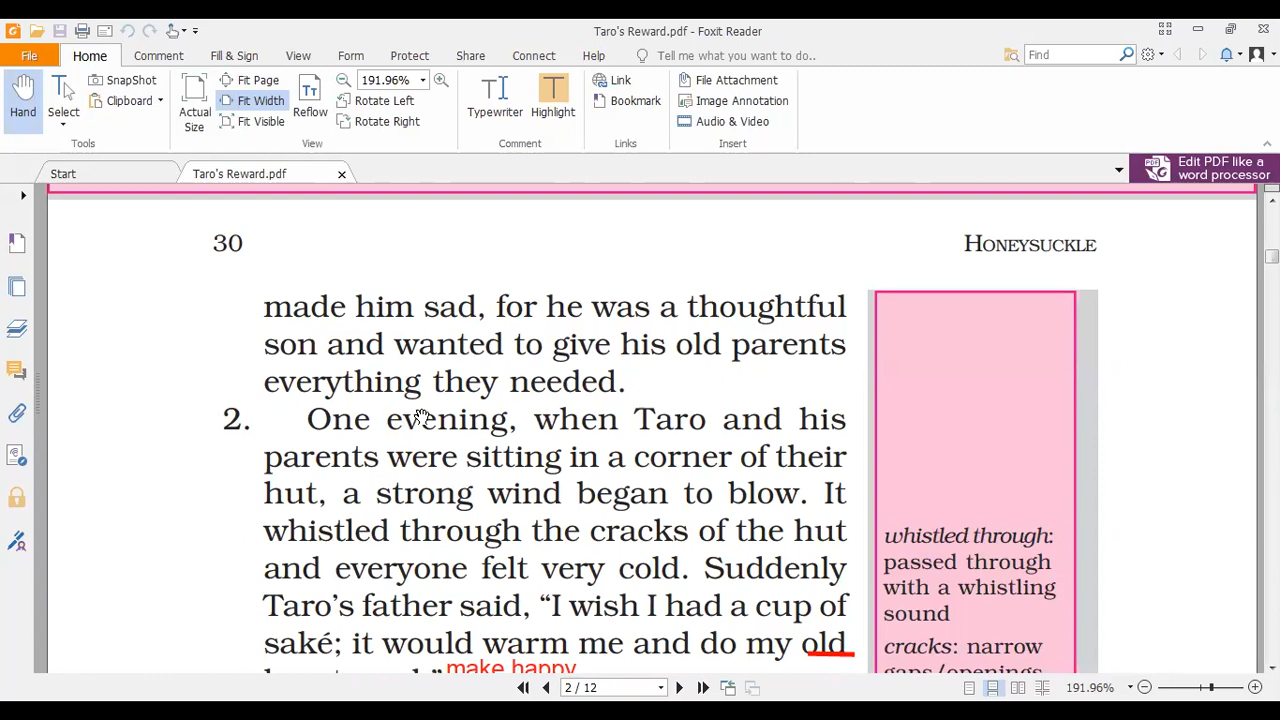 Taro's Reward.pdf - Foxit Reader
File Home Comment Fill & Sign View Form Protect Share Connect Help Tell me what you want to do.. Find
Hand
Select
SnapShot
Clipboard
Tools
Actual Size
Fit Page
Fit Width
Fit Visible
Reflow
191.96%
Rotate Left
Rotate Right
View
Typewriter
Highlight
Comment
Link
Bookmark
Links
File Attachment
Image Annotation
Audio & Video
Insert
Start
Taro's Reward.pdf
Edit PDF like a
word processor
30 HONEYSUCKLE
made him sad, for he was a thoughtful
son and wanted to give his old parents
everything they needed.
2. One evening, when Taro and his
parents were sitting in a corner of their
hut, a strong wind began to blow. It
whistled through the cracks of the hut
and everyone felt very cold. Suddenly
Taro's father said, “I wish I had a cup of
saké; it would warm me and do my old
make happy
whistled through:
passed through
with a whistling
sound
cracks: narrow
gaps/openings
2 / 12
191.96%